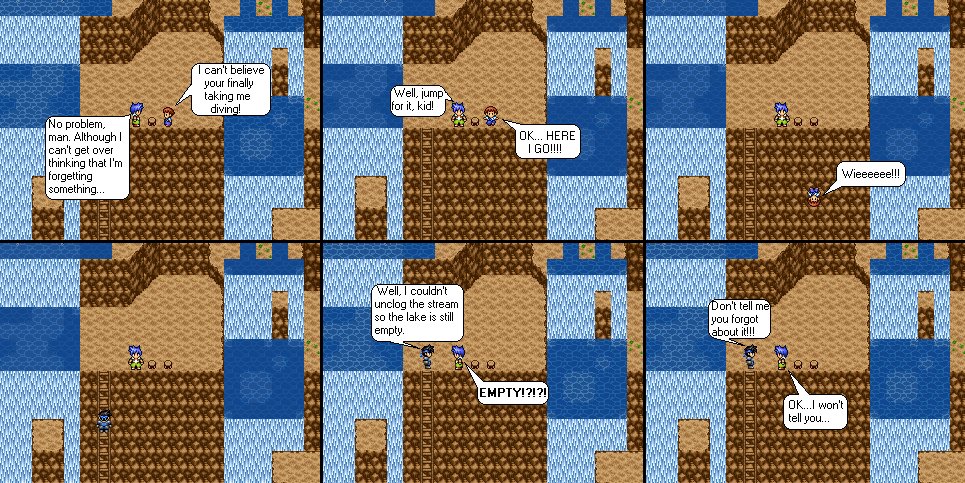 I can't believe
your finally
taking me
diving!
No problem,
man. Although I
can't get over
thinking that I'm
forgetting
something...
Well, jump
for it, kid!
OK... HERE
I GO!!!!
Wieeeeee!!!
Well, I couldn't
unclog the stream
so the lake is still
empty.
EMPTY!?!?!
Don't tell me
you forgot
about it!!!
OK...I won't
tell you...